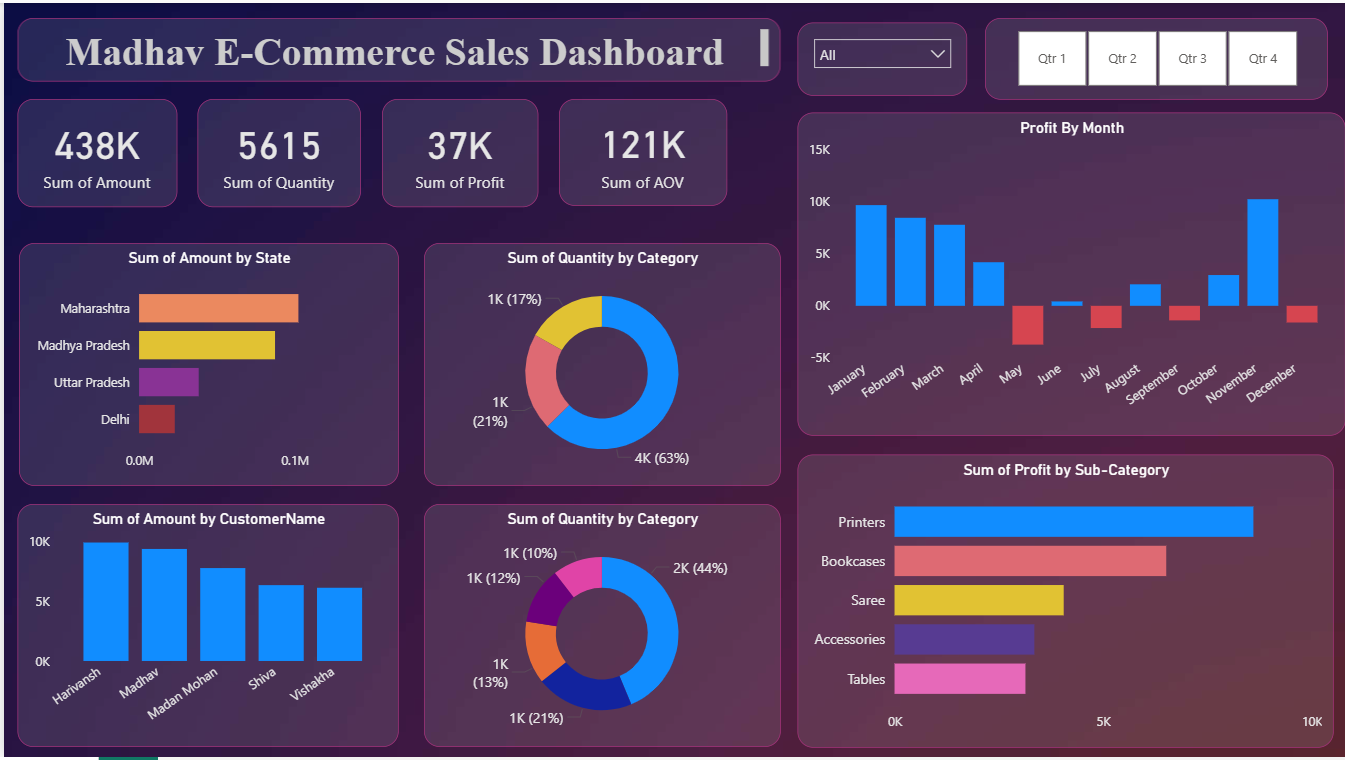 Madhav E-Commerce Sales Dashboard
All
Qtr 1
Qtr 2
Qtr 3
Qtr 4
438K
Sum of Amount
5615
Sum of Quantity
37K
Sum of Profit
121K
Sum of AOV
Profit By Month
15K
10K
5K
0K
-5K
January
February
March
April
May
June
July
August
September
October
November
December
Sum of Amount by State
Maharashtra
Madhya Pradesh
Uttar Pradesh
Delhi
0.0M
0.1M
Sum of Quantity by Category
1K (17%)
1K
(21%)
4K (63%)
Sum of Amount by CustomerName
10K
5K
0K
Harivansh
Madhav
Madan Mohan
Shiva
Vishakha
Sum of Quantity by Category
1K (10%)
1K (12%)
1K
(13%)
1K (21%)
2K (44%)
Sum of Profit by Sub-Category
Printers
Bookcases
Saree
Accessories
Tables
0K
5K
10K